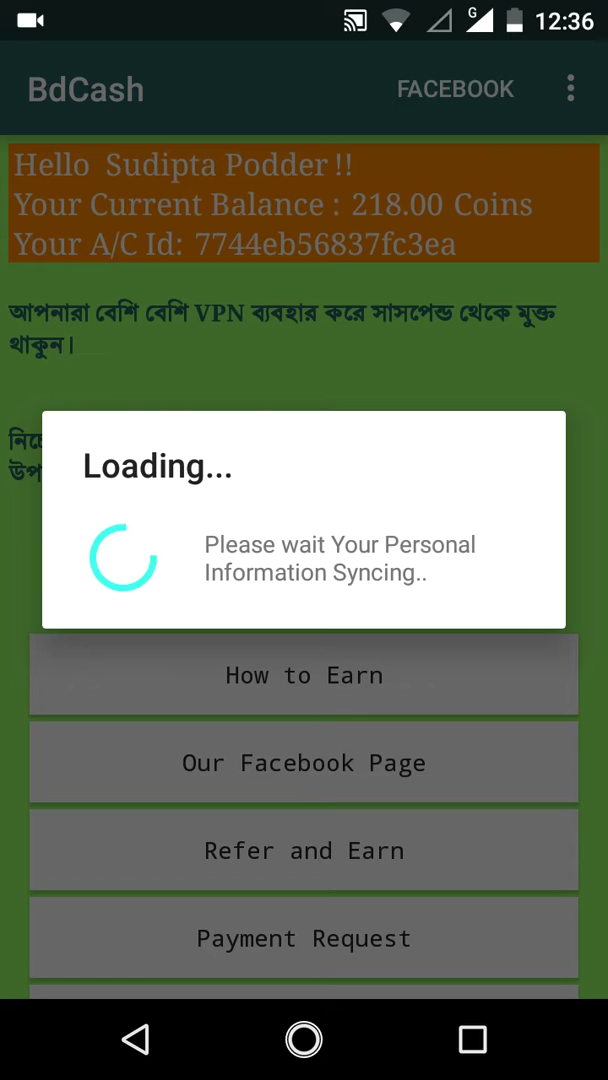 G 12:36
BdCash FACEBOOK
Hello Sudipta Podder !!
Your Current Balance : 218.00 Coins
Your A/C Id: 7744eb56837fc3ea
আপনারা বেশি বেশি VPN ব্যবহার করে সাসপেন্ড থেকে মুক্ত
থাকুন।
Loading...
Please wait Your Personal
Information Syncing..
How to Earn
Our Facebook Page
Refer and Earn
Payment Request